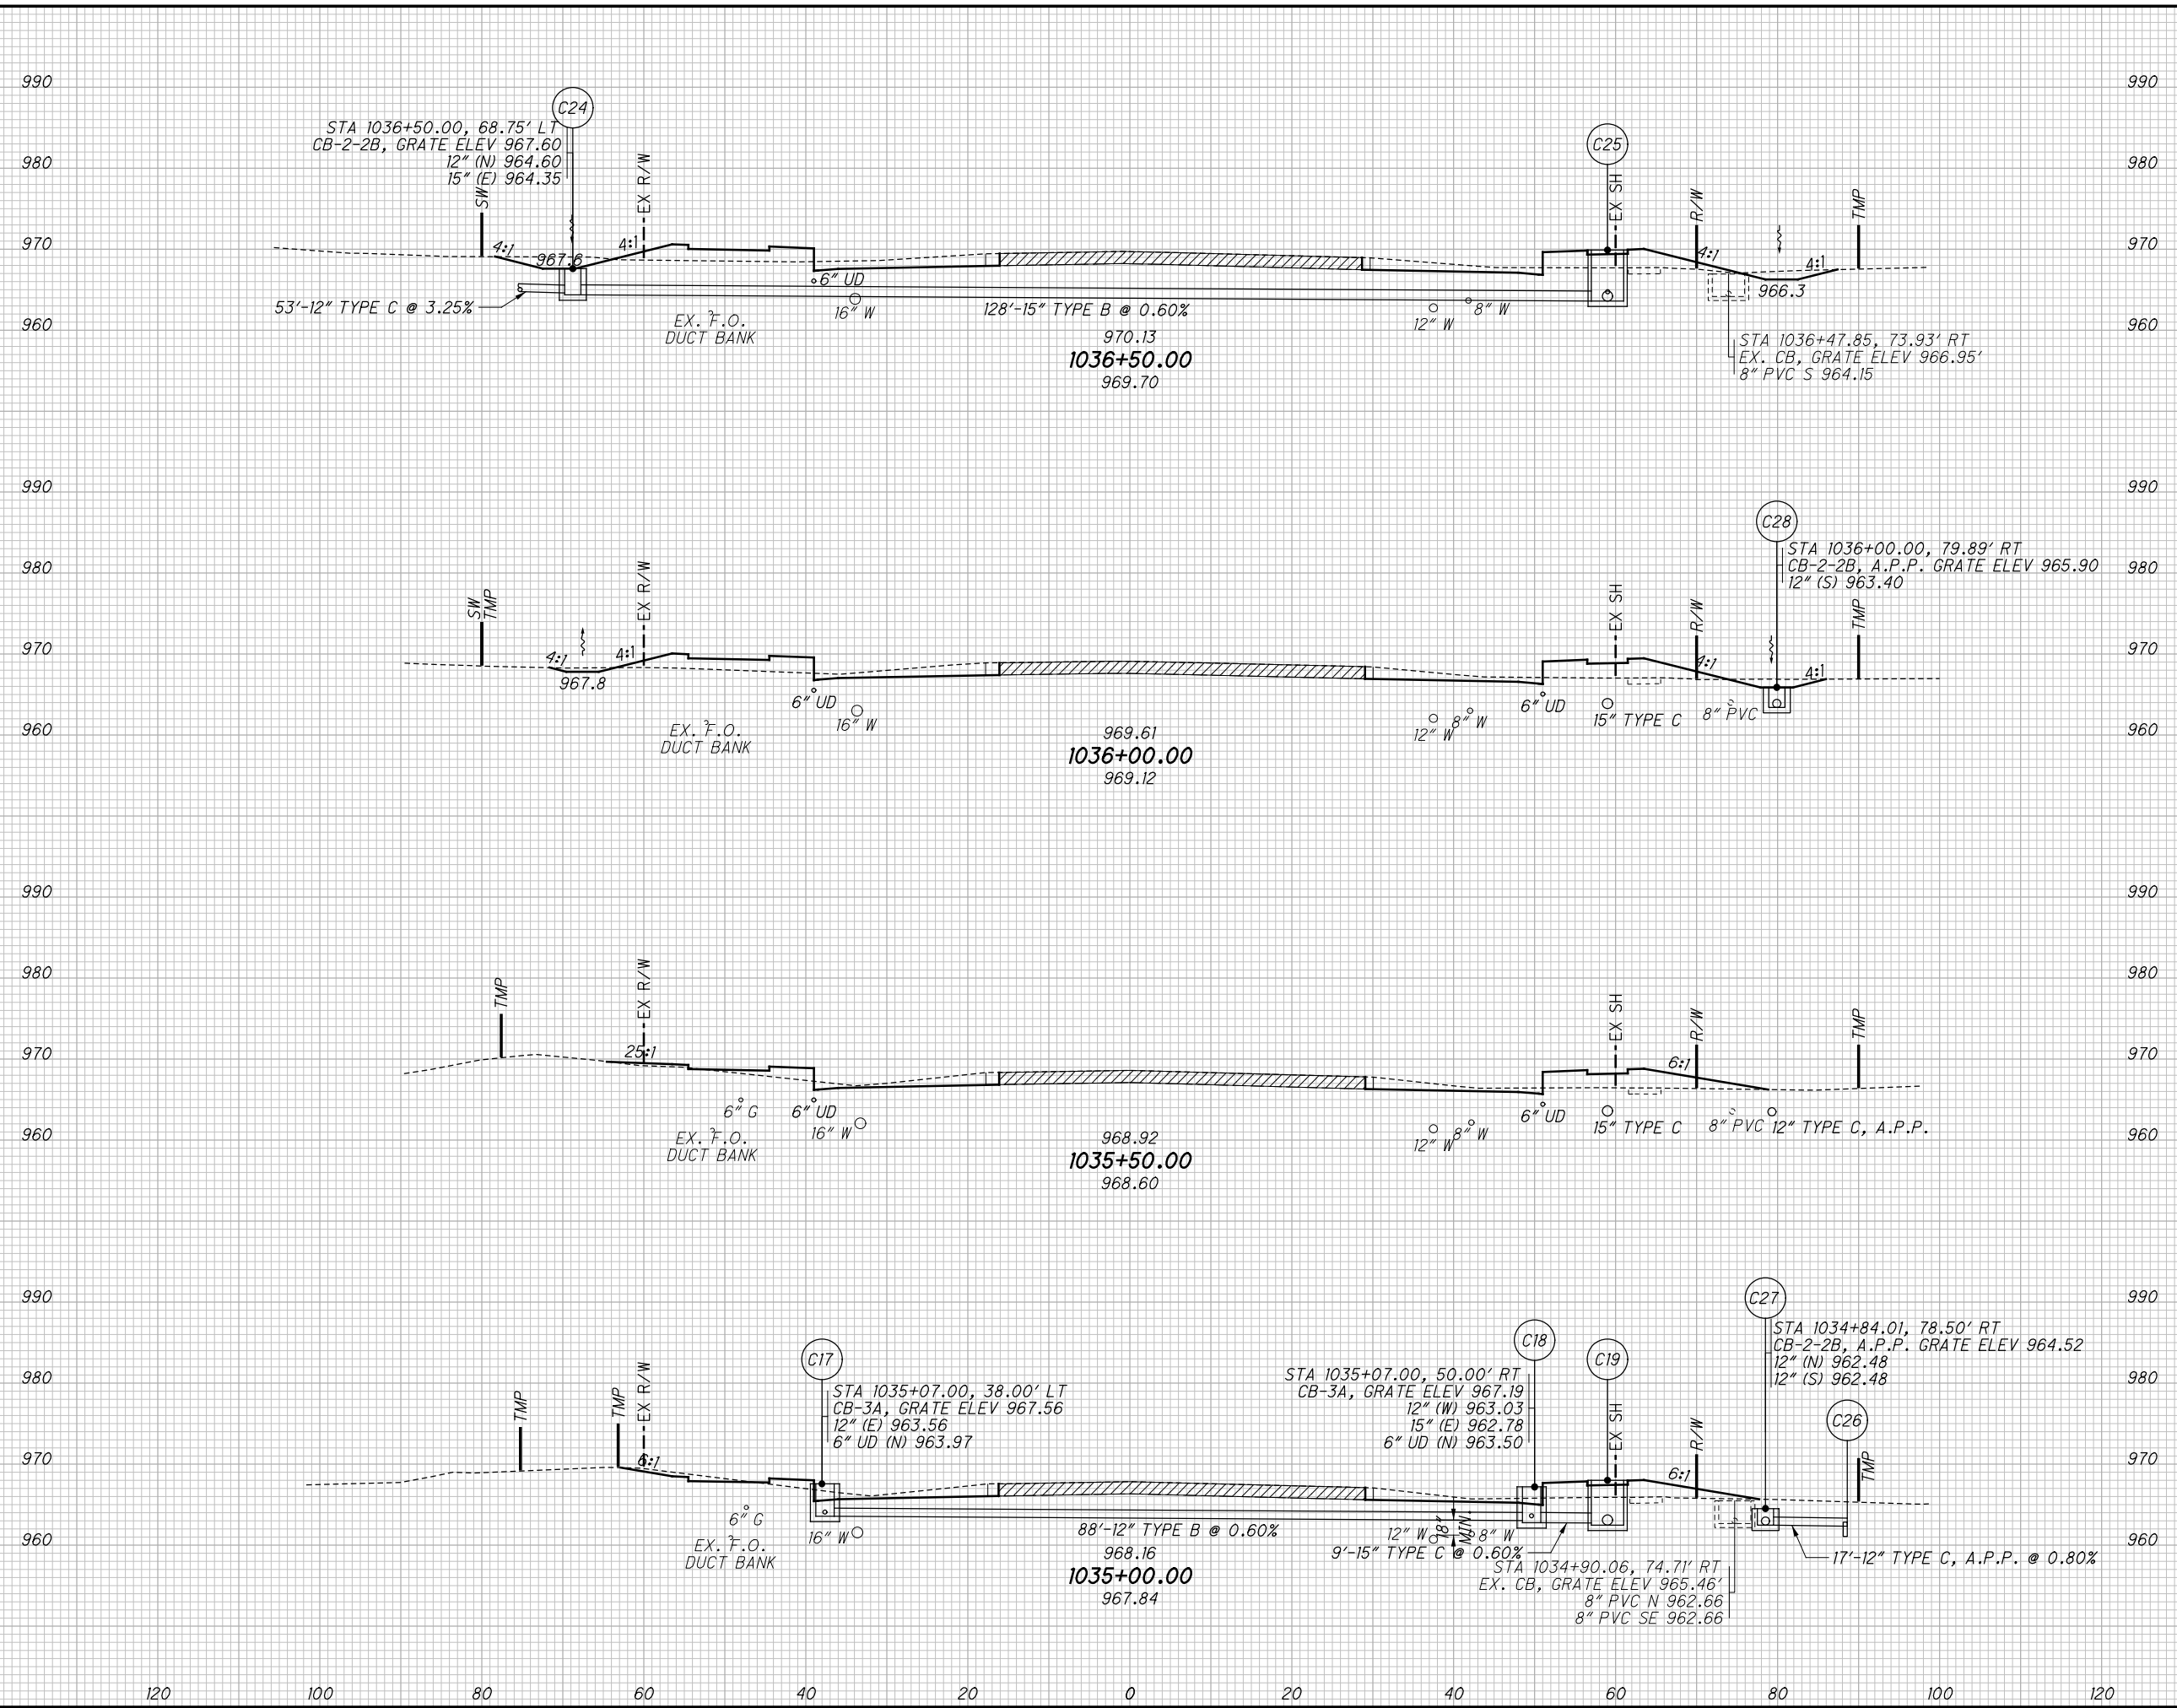 990
990
C24
STA 1036+50.00, 68.75' LT
CB-2-2B, GRATE ELEV 967.60
12" (N) 964.60
15" (E) 964.35
C25
980
980
SW
EX R/W
EX SH
R/W
TMP
970
970
4:1
967.6
4:1
4:1
4:1
6" UD
966.3
53'-12" TYPE C @ 3.25%
16" W
128'-15" TYPE B @ 0.60%
12" W
8" W
EX. F.O.
DUCT BANK
960
960
970.13
1036+50.00
969.70
STA 1036+47.85, 73.93' RT
EX. CB, GRATE ELEV 966.95'
8" PVC S 964.15
990
990
C28
STA 1036+00.00, 79.89' RT
CB-2-2B, A.P.P. GRATE ELEV 965.90
12" (S) 963.40
980
980
SW
TMP
EX R/W
EX SH
R/W
TMP
970
970
4:1
4:1
4:1
4:1
967.8
6" UD
16" W
12" W
8" W
6" UD
15" TYPE C
8" PVC
EX. F.O.
DUCT BANK
960
960
969.61
1036+00.00
969.12
990
990
980
980
TMP
EX R/W
EX SH
R/W
TMP
970
970
25:1
6:1
6" G
6" UD
16" W
12" W
8" W
6" UD
15" TYPE C
8" PVC
12" TYPE C, A.P.P.
EX. F.O.
DUCT BANK
960
960
968.92
1035+50.00
968.60
990
990
C27
STA 1034+84.01, 78.50' RT
CB-2-2B, A.P.P. GRATE ELEV 964.52
12" (N) 962.48
12" (S) 962.48
C17
STA 1035+07.00, 38.00' LT
CB-3A, GRATE ELEV 967.56
12" (E) 963.56
6" UD (N) 963.97
C18
STA 1035+07.00, 50.00' RT
CB-3A, GRATE ELEV 967.19
12" (W) 963.03
15" (E) 962.78
6" UD (N) 963.50
C19
C26
980
980
TMP
TMP
EX R/W
EX SH
R/W
TMP
970
970
6:1
6:1
6" G
16" W
88'-12" TYPE B @ 0.60%
12" W
18"
MIN
8" W
9'-15" TYPE C @ 0.60%
17'-12" TYPE C, A.P.P. @ 0.80%
EX. F.O.
DUCT BANK
960
960
968.16
1035+00.00
967.84
STA 1034+90.06, 74.71' RT
EX. CB, GRATE ELEV 965.46'
8" PVC N 962.66
8" PVC SE 962.66
120 100 80 60 40 20 0 20 40 60 80 100 120